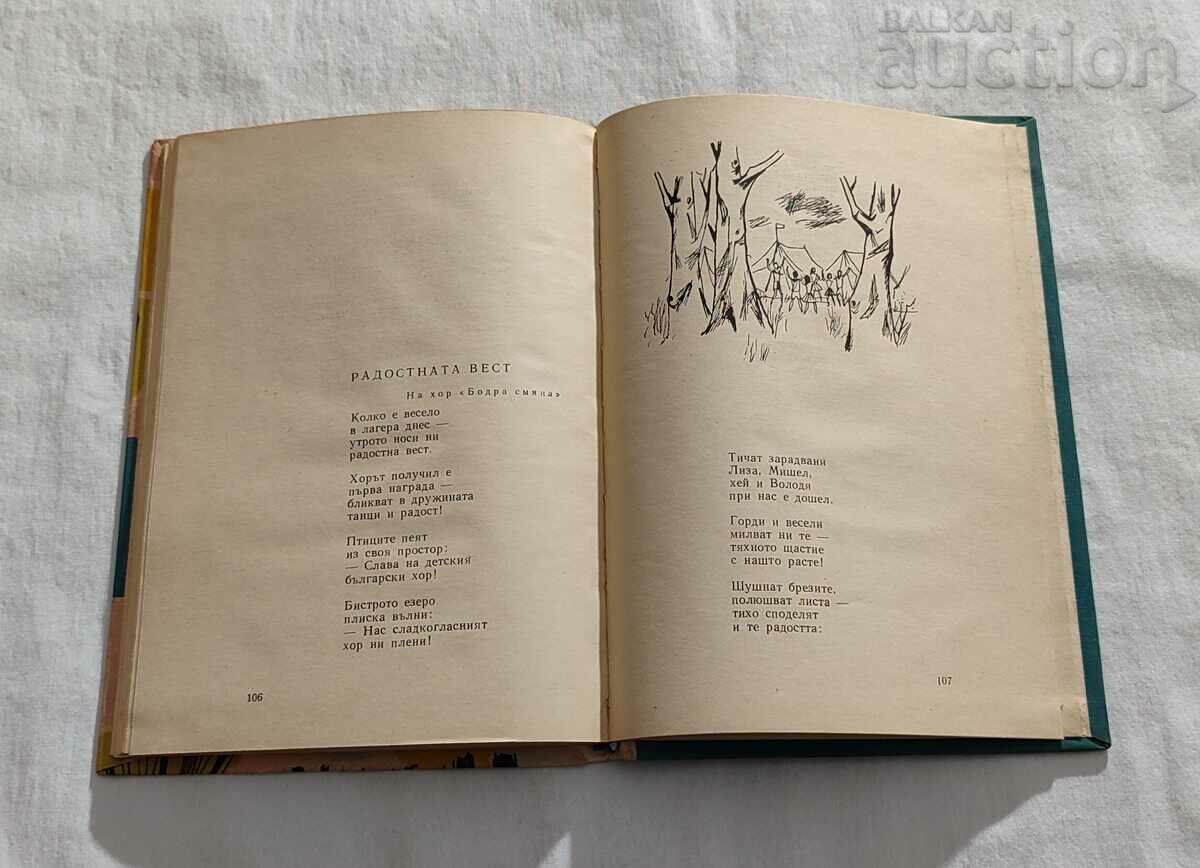 BALKAN
auction
РАДОСТНАТА ВЕСТ
На хор «Бодра смяна»
Колко е весело
в лагера днес —
утрото носи ни
радостна вест.
Хорът получил е
първа награда —
бликват в дружината
танци и радост!
Птиците пеят
из своя простор:
— Слава на детския
български хор!
Бистрото езеро
плиска вълни:
— Нас сладкогласният
хор ни плени!
106
Тичат зарадвани
Лиза, Мишел,
хей и Володя
при нас е дошел.
Горди и весели
милват ни те —
тяхното щастие
с нашто расте!
Шушнат брезите,
полюшват листа —
тихо споделят
и те радостта:
107